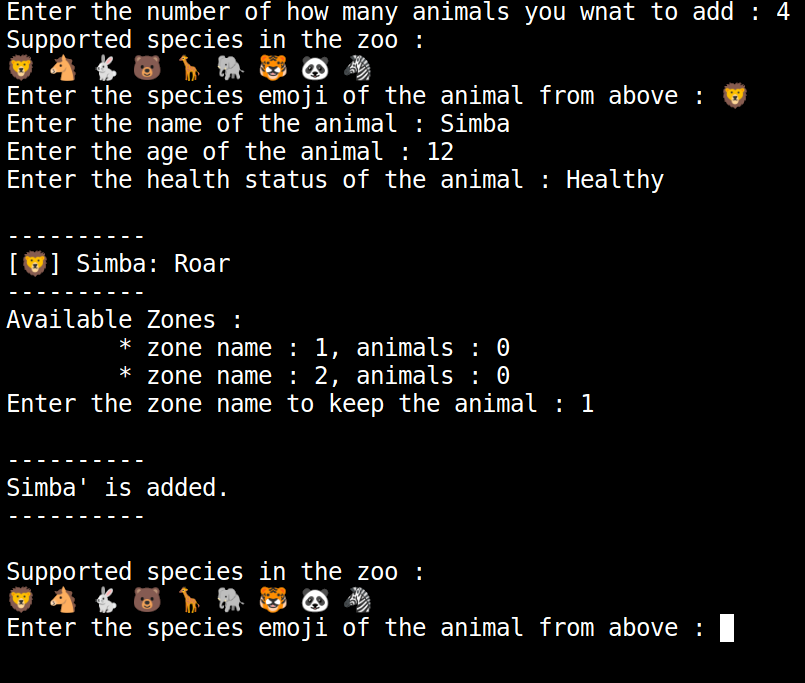 Enter the number of how many animals you wnat to add : 4
Supported species in the zoo :
🦁 🐴 🐇 🐻 🦒 🐘 🐯 🐼 🦓
Enter the species emoji of the animal from above : 🦁
Enter the name of the animal : Simba
Enter the age of the animal : 12
Enter the health status of the animal : Healthy
----------
[🦁] Simba: Roar
----------
Available Zones :
* zone name : 1, animals : 0
* zone name : 2, animals : 0
Enter the zone name to keep the animal : 1
----------
Simba' is added.
----------
Supported species in the zoo :
🦁 🐴 🐇 🐻 🦒 🐘 🐯 🐼 🦓
Enter the species emoji of the animal from above :